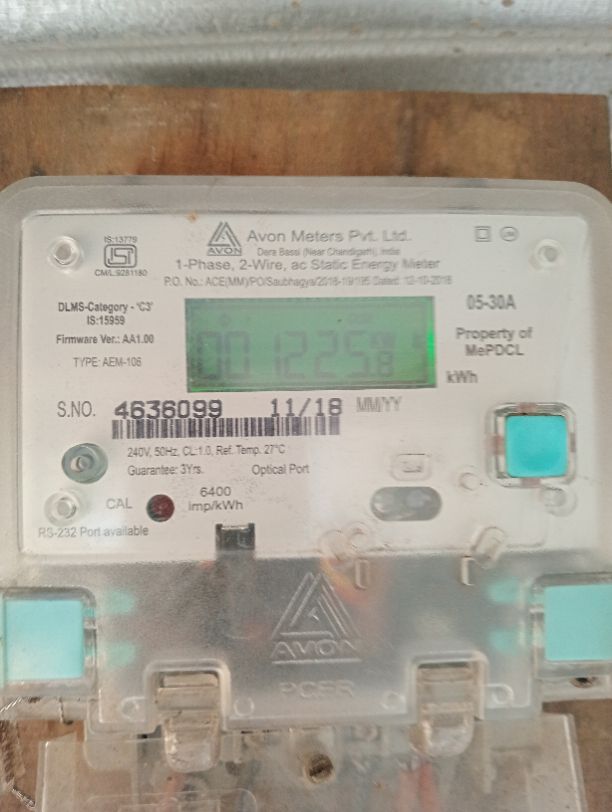 IS:13779
CM/L:9281180
AVON
Avon Meters Pvt. Ltd.
Dera Bassi (Near Chandigarh), India
1-Phase, 2-Wire, ac Static Energy Meter
P.O. No.: ACE(MM)/PO/Saubhagya/2018-19/195 Dated: 12-10-2018
DLMS-Category - 'C3'
IS:15959
Firmware Ver.: AA1.00
TYPE: AEM-106
05-30A
Property of
MePDCL
kWh
S.NO. 4636099 11/18 MM/YY
240V, 50Hz, CL:1.0, Ref. Temp. 27°C
Guarantee: 3Yrs. Optical Port
CAL
6400
imp/kWh
RS-232 Port available
AVON